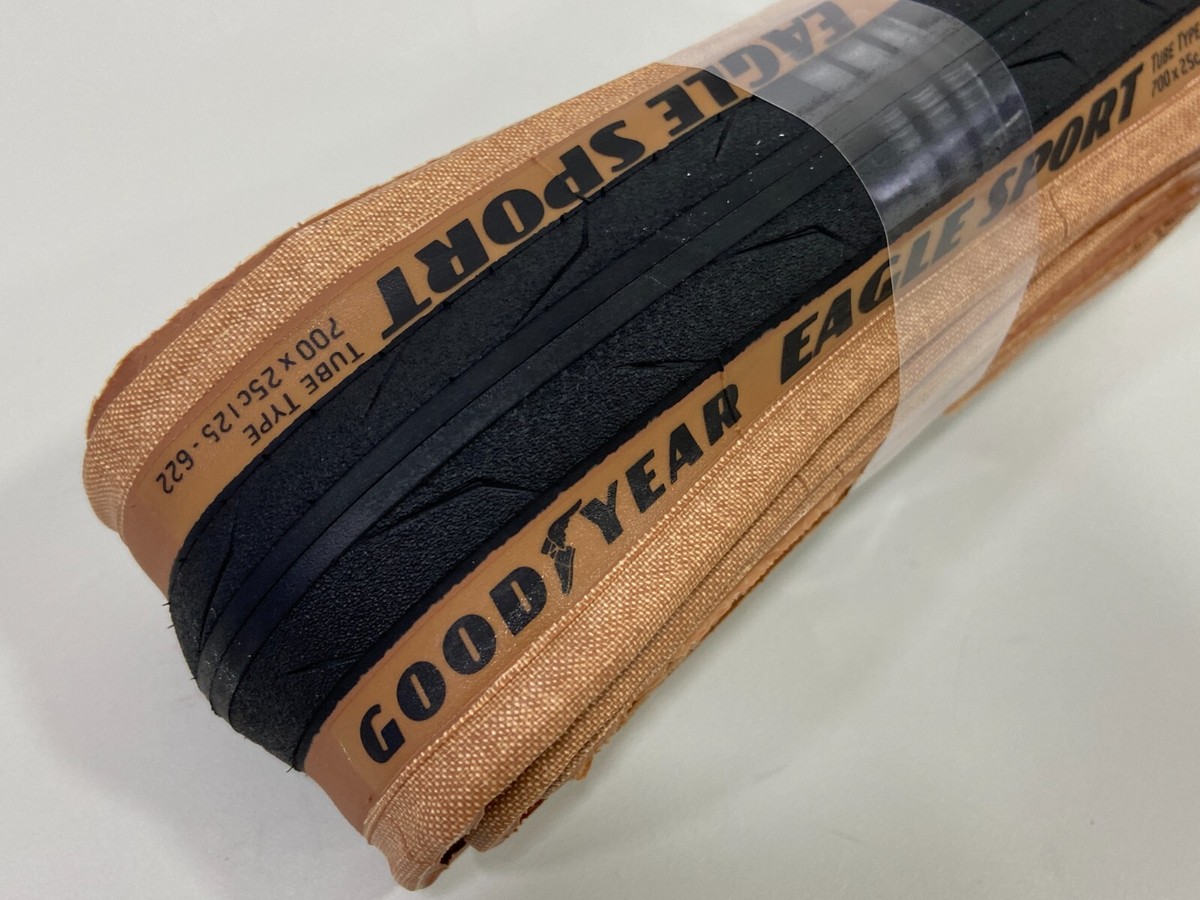 EAGLE SPORT
TUBE TYPE
700 x 25c | 25-622
GOODYEAR EAGLE SPORT
TUBE TYPE
700 x 25c